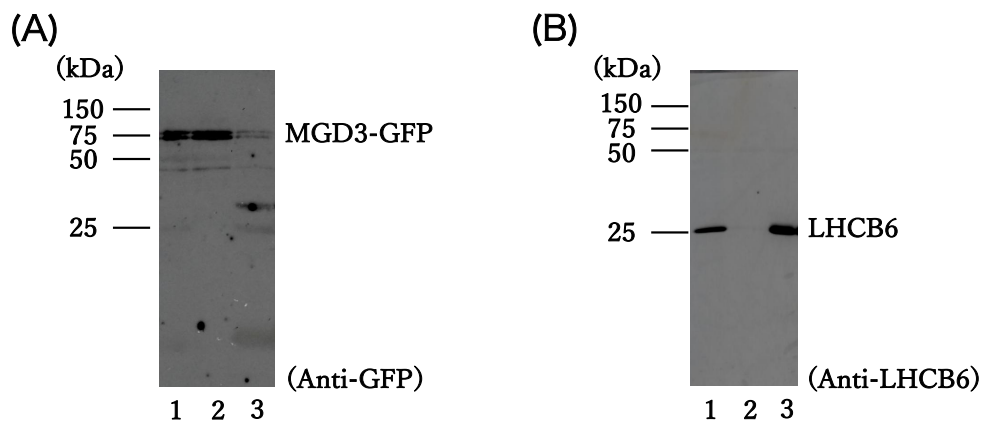 (A)
(kDa)
150
75
50
25
MGD3-GFP
(Anti-GFP)
1 2 3
(B)
(kDa)
150
75
50
25
LHCB6
(Anti-LHCB6)
1 2 3